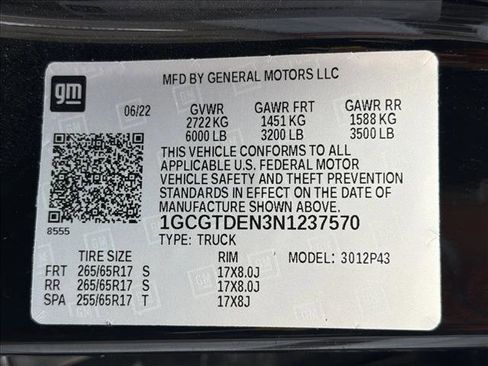 gm
MFD BY GENERAL MOTORS LLC
06/22 GVWR GAWR FRT GAWR RR
2722 KG 1451 KG 1588 KG
6000 LB 3200 LB 3500 LB
THIS VEHICLE CONFORMS TO ALL
APPLICABLE U.S. FEDERAL MOTOR
VEHICLE SAFETY AND THEFT PREVENTION
STANDARDS IN EFFECT ON THE DATE OF
MANUFACTURE SHOWN ABOVE.
8555 1GCGTDEN3N1237570
TYPE: TRUCK
TIRE SIZE RIM MODEL: 3012P43
FRT 265/65R17 S 17X8.0J
RR 265/65R17 S 17X8.0J
SPA 255/65R17 T 17X8J